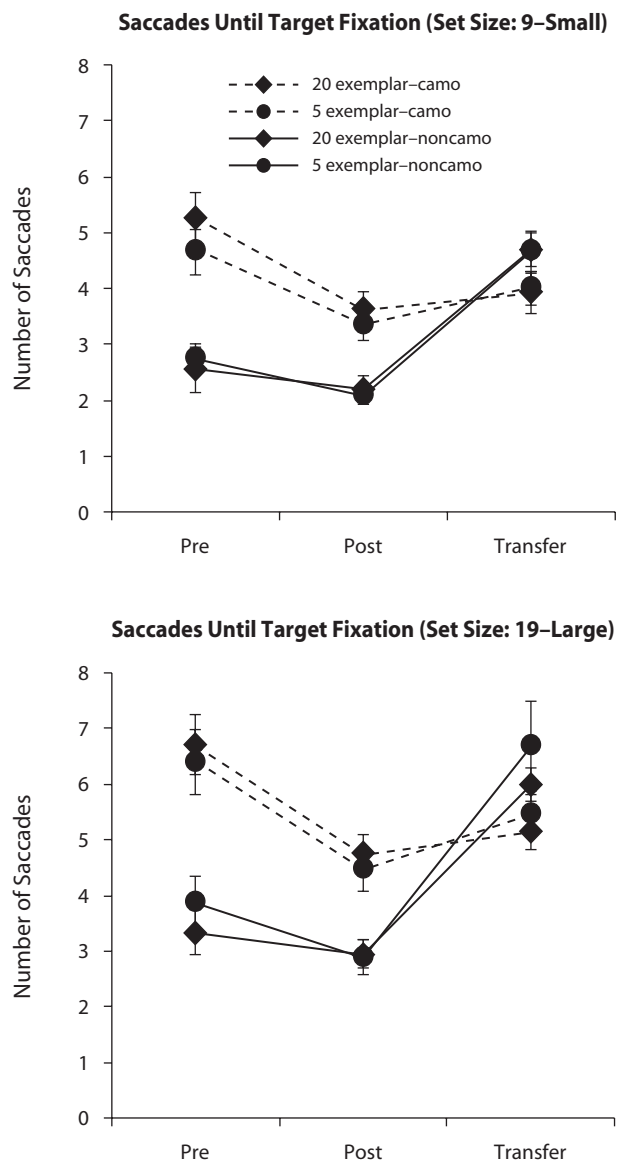 Saccades Until Target Fixation (Set Size: 9–Small)
8
7
6
5
4
3
2
1
0
Number of Saccades
20 exemplar–camo
5 exemplar–camo
20 exemplar–noncamo
5 exemplar–noncamo
Pre Post Transfer
Saccades Until Target Fixation (Set Size: 19–Large)
8
7
6
5
4
3
2
1
0
Number of Saccades
Pre Post Transfer